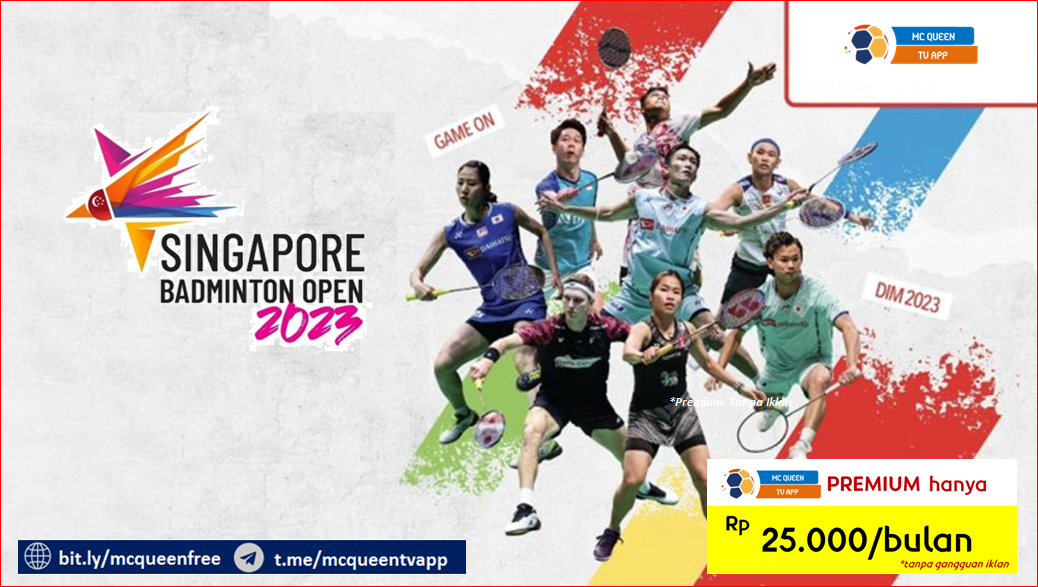 MC QUEEN
TV APP
GAME ON
SINGAPORE
BADMINTON OPEN
2023
DAIHATSU
DIM 2023
*Premium Tanpa Iklan
MC QUEEN
TV APP
PREMIUM hanya
Rp 25.000/bulan
*tanpa gangguan iklan
bit.ly/mcqueenfree
t.me/mcqueentvapp